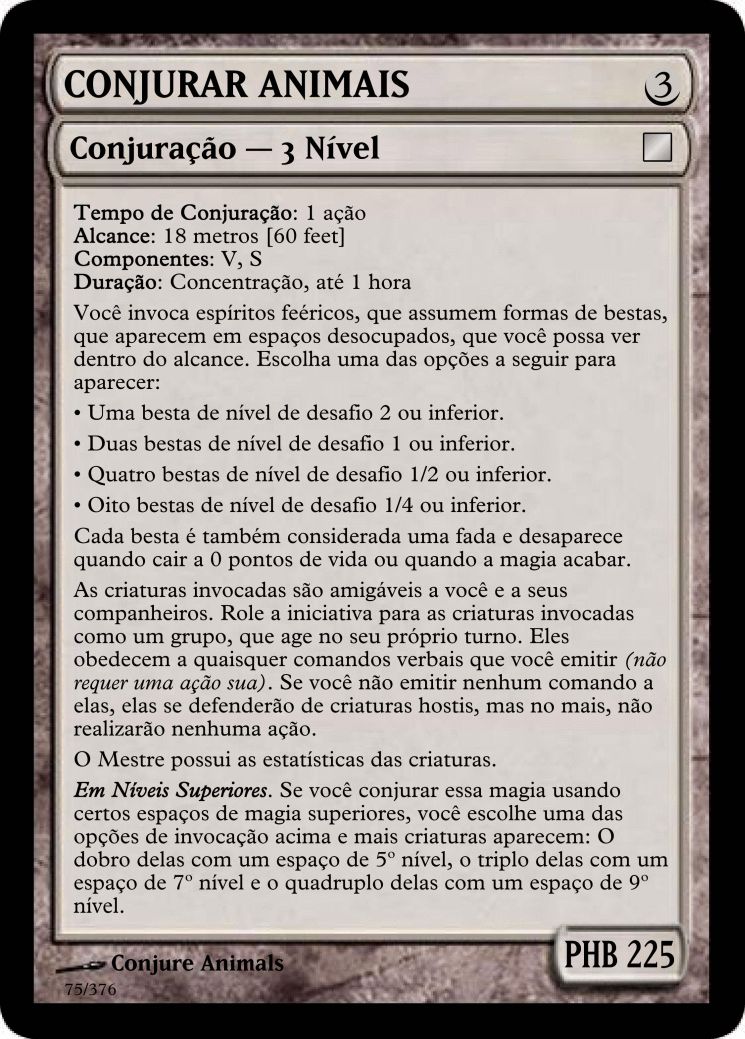 CONJURAR ANIMAIS
3
Conjuração — 3 Nível
Tempo de Conjuração: 1 ação
Alcance: 18 metros [60 feet]
Componentes: V, S
Duração: Concentração, até 1 hora
Você invoca espíritos feéricos, que assumem formas de bestas,
que aparecem em espaços desocupados, que você possa ver
dentro do alcance. Escolha uma das opções a seguir para
aparecer:
• Uma besta de nível de desafio 2 ou inferior.
• Duas bestas de nível de desafio 1 ou inferior.
• Quatro bestas de nível de desafio 1/2 ou inferior.
• Oito bestas de nível de desafio 1/4 ou inferior.
Cada besta é também considerada uma fada e desaparece
quando cair a 0 pontos de vida ou quando a magia acabar.
As criaturas invocadas são amigáveis a você e a seus
companheiros. Role a iniciativa para as criaturas invocadas
como um grupo, que age no seu próprio turno. Eles
obedecem a quaisquer comandos verbais que você emitir (não
requer uma ação sua). Se você não emitir nenhum comando a
elas, elas se defenderão de criaturas hostis, mas no mais, não
realizarão nenhuma ação.
O Mestre possui as estatísticas das criaturas.
Em Níveis Superiores. Se você conjurar essa magia usando
certos espaços de magia superiores, você escolhe uma das
opções de invocação acima e mais criaturas aparecem: O
dobro delas com um espaço de 5º nível, o triplo delas com um
espaço de 7º nível e o quadruplo delas com um espaço de 9º
nível.
PHB 225
Conjure Animals
75/376